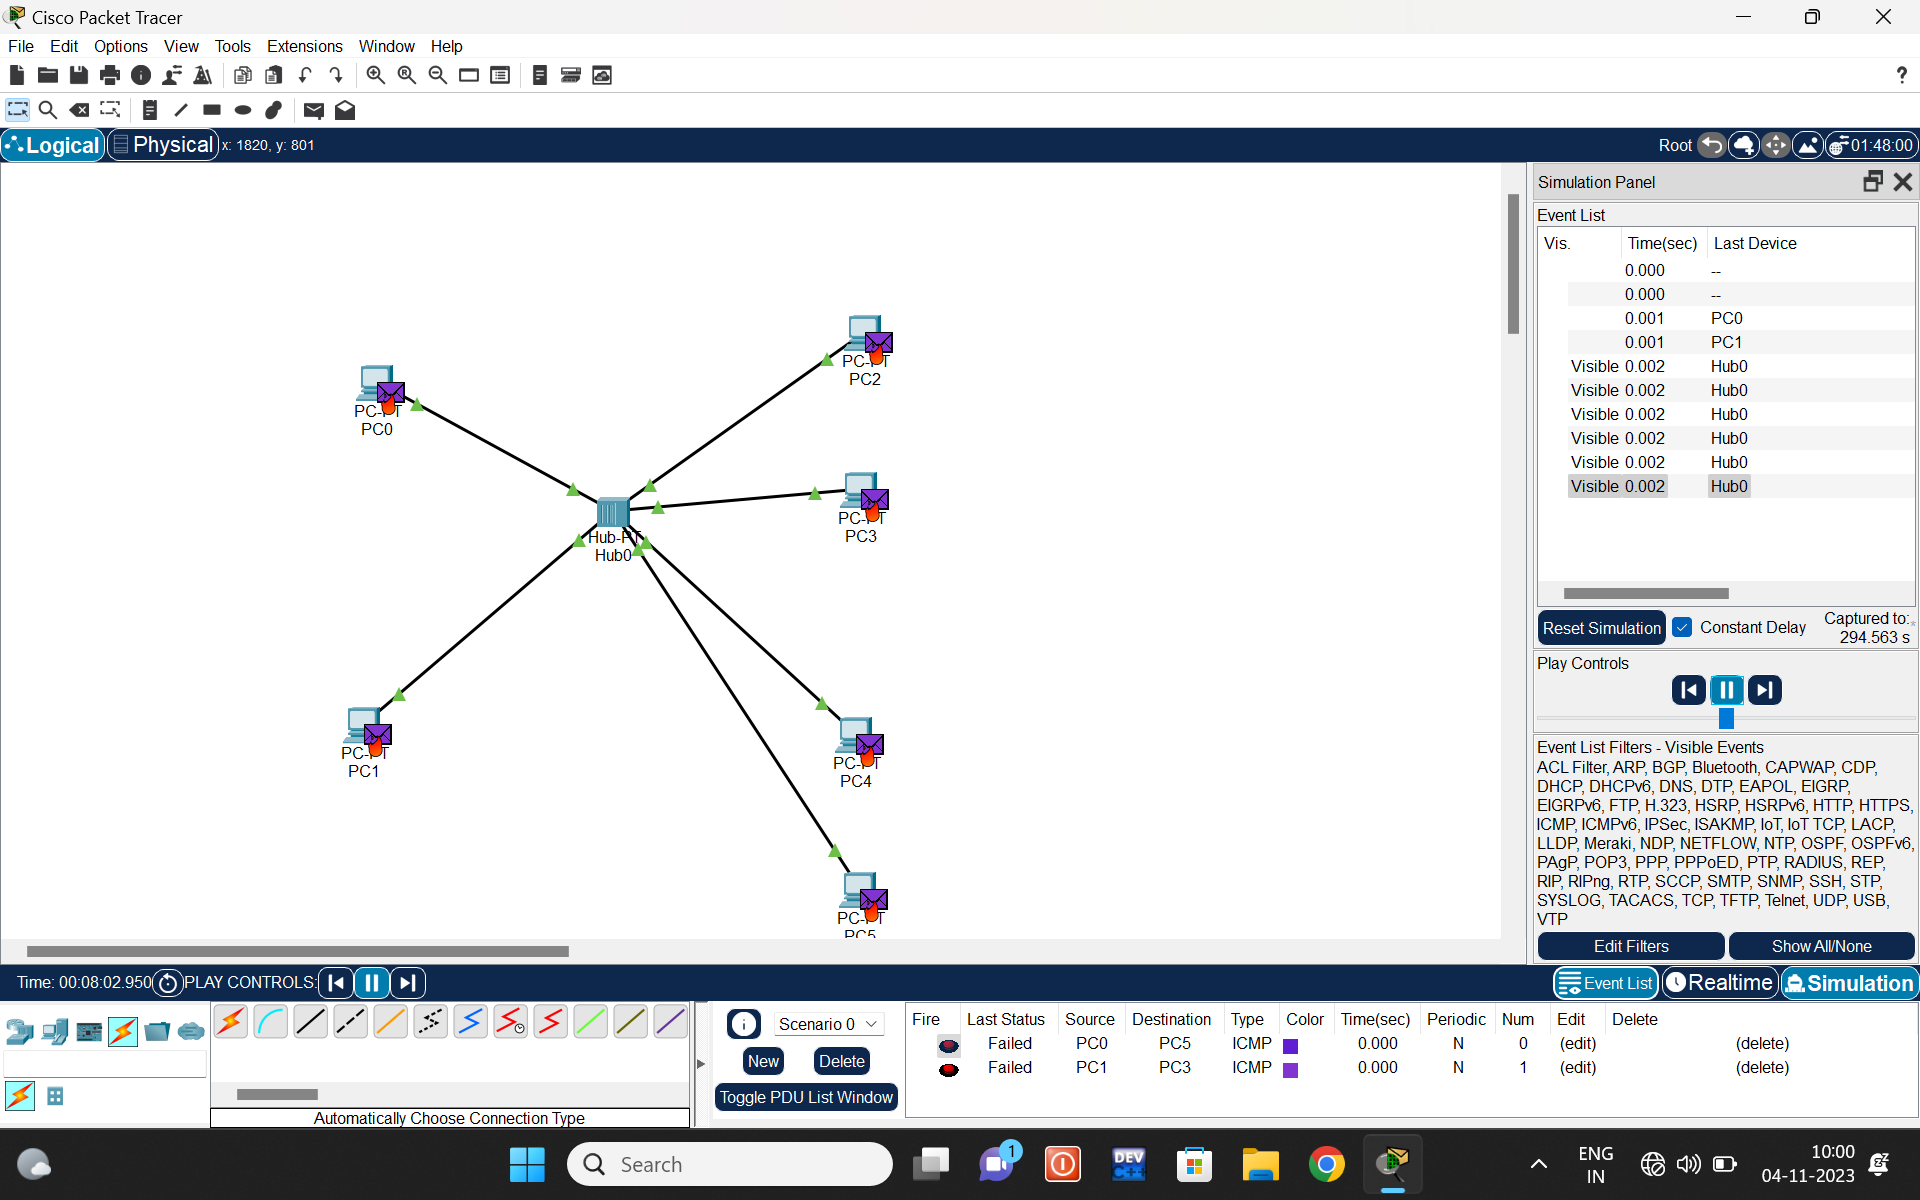 Cisco Packet Tracer
File Edit Options View Tools Extensions Window Help
?
Logical Physical x: 1820, y: 801 Root 01:48:00
Simulation Panel
Event List
Vis. Time(sec) Last Device
0.000 --
0.000 --
0.001 PC0
0.001 PC1
Visible 0.002 Hub0
Visible 0.002 Hub0
Visible 0.002 Hub0
Visible 0.002 Hub0
Visible 0.002 Hub0
Visible 0.002 Hub0
PC-PT
PC2
PC-PT
PC0
PC-PT
PC3
Hub-PT
Hub0
PC-PT
PC1
PC-PT
PC4
PC-PT
PC5
Reset Simulation Constant Delay Captured to:*
294.563 s
Play Controls
Event List Filters - Visible Events
ACL Filter, ARP, BGP, Bluetooth, CAPWAP, CDP,
DHCP, DHCPv6, DNS, DTP, EAPOL, EIGRP,
EIGRPv6, FTP, H.323, HSRP, HSRPv6, HTTP, HTTPS,
ICMP, ICMPv6, IPSec, ISAKMP, IoT, IoT TCP, LACP,
LLDP, Meraki, NDP, NETFLOW, NTP, OSPF, OSPFv6,
PAgP, POP3, PPP, PPPoED, PTP, RADIUS, REP,
RIP, RIPng, RTP, SCCP, SMTP, SNMP, SSH, STP,
SYSLOG, TACACS, TCP, TFTP, Telnet, UDP, USB,
VTP
Edit Filters Show All/None
Time: 00:08:02.950 PLAY CONTROLS: Event List Realtime Simulation
Scenario 0
New Delete
Toggle PDU List Window
Fire Last Status Source Destination Type Color Time(sec) Periodic Num Edit Delete
Failed PC0 PC5 ICMP 0.000 N 0 (edit) (delete)
Failed PC1 PC3 ICMP 0.000 N 1 (edit) (delete)
Automatically Choose Connection Type
Search
1
DEV
C++
ENG
IN
10:00
04-11-2023